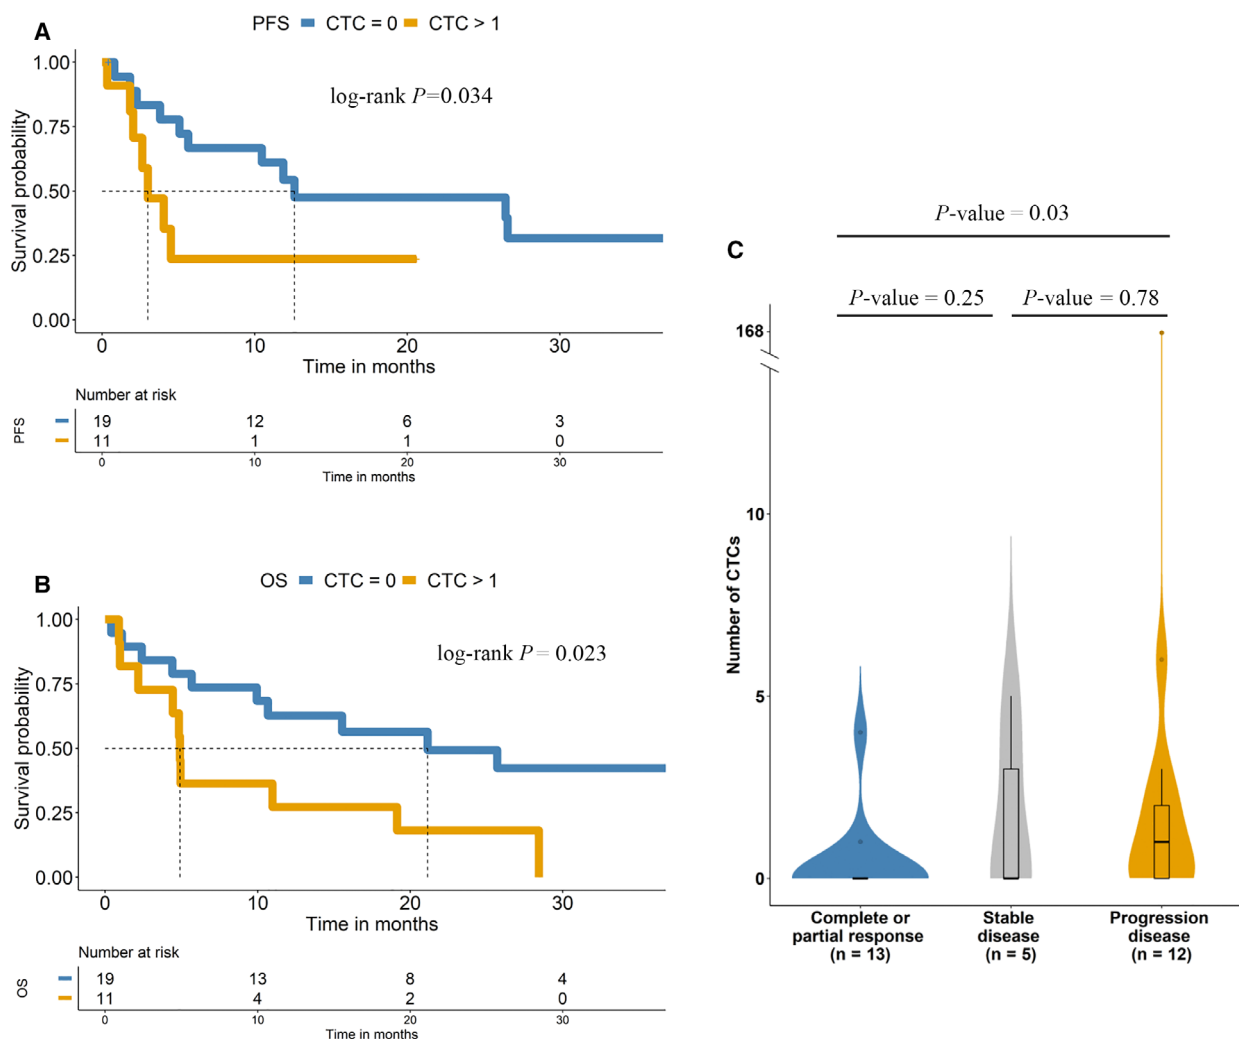 A
PFS CTC = 0 CTC > 1
log-rank P=0.034
Survival probability
1.00
0.75
0.50
0.25
0.00
0 10 20 30
Time in months
Number at risk
PFS
19 12 6 3
11 1 1 0
0 10 20 30
Time in months
B
OS CTC = 0 CTC > 1
log-rank P = 0.023
Survival probability
1.00
0.75
0.50
0.25
0.00
0 10 20 30
Time in months
Number at risk
OS
19 13 8 4
11 4 2 0
0 10 20 30
Time in months
C
P-value = 0.03
P-value = 0.25 P-value = 0.78
Number of CTCs
168
10
5
0
Complete or
partial response
(n = 13)
Stable
disease
(n = 5)
Progression
disease
(n = 12)